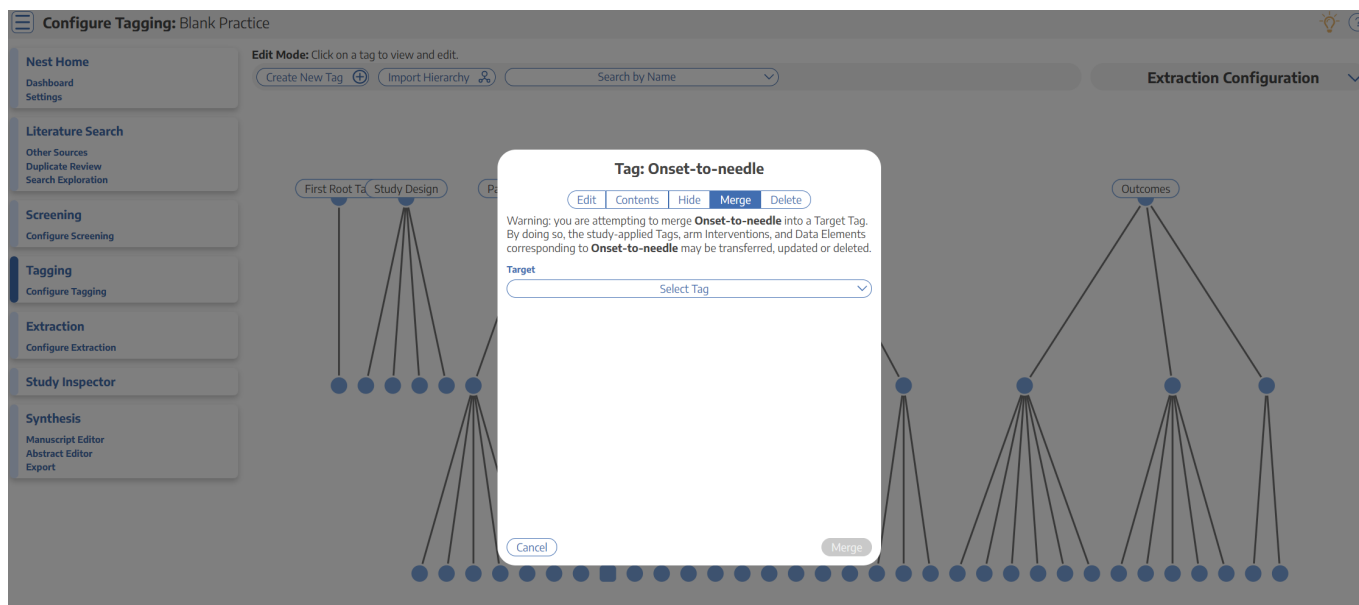 Configure Tagging: Blank Practice
Nest Home
Dashboard
Settings
Literature Search
Other Sources
Duplicate Review
Search Exploration
Screening
Configure Screening
Tagging
Configure Tagging
Extraction
Configure Extraction
Study Inspector
Synthesis
Manuscript Editor
Abstract Editor
Export
Edit Mode: Click on a tag to view and edit.
Create New Tag
Import Hierarchy
Search by Name
Extraction Configuration
First Root Ta
Study Design
Pa
Outcomes
Tag: Onset-to-needle
Edit
Contents
Hide
Merge
Delete
Warning: you are attempting to merge Onset-to-needle into a Target Tag.
By doing so, the study-applied Tags, arm Interventions, and Data Elements
corresponding to Onset-to-needle may be transferred, updated or deleted.
Target
Select Tag
Cancel
Merge